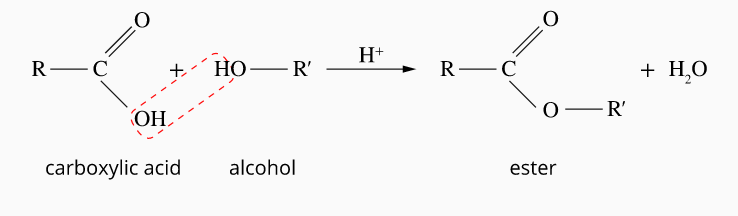 O O
R C + HO R′ H⁺ R C + H₂O
OH O R′
carboxylic acid alcohol ester